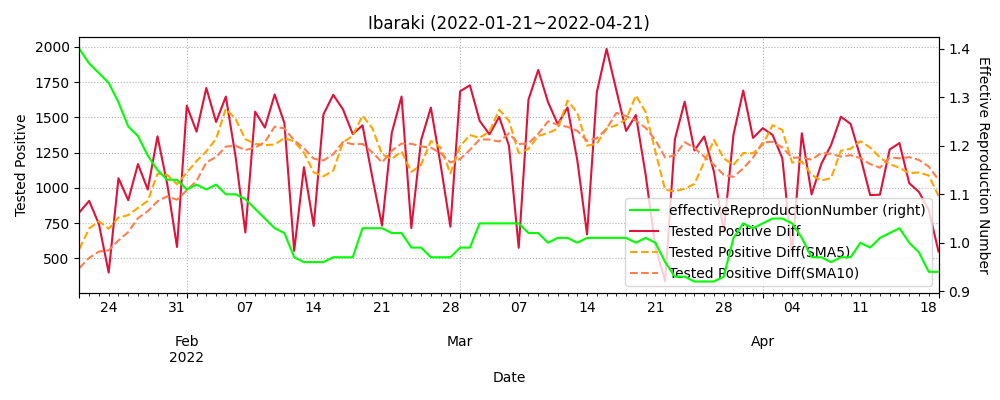 Ibaraki (2022-01-21~2022-04-21)
2000
1750
1500
1250
1000
750
500
Tested Positive
1.4
1.3
1.2
1.1
1.0
0.9
Effective Reproduction Number
effectiveReproductionNumber (right)
Tested Positive Diff
Tested Positive Diff(SMA5)
Tested Positive Diff(SMA10)
24 31 07 14 21 28 07 14 21 28 04 11 18
Feb Mar Apr
2022
Date